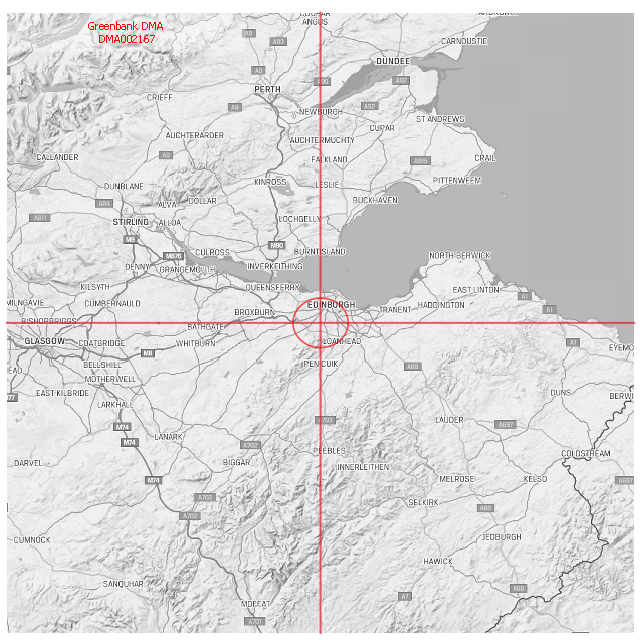 Greenbank DMA
DMA002167
ANGUS
CARNOUSTIE
A9
A93
DUNDEE
A9
A90
A92
PERTH
CRIEFF
A9
A92
NEWBURGH
ST ANDREWS
AUCHTERARDER
CUPAR
AUCHTERMUCHTY
CALLANDER
A9
FALKLAND
A915
CRAIL
DUNBLANE
KINROSS
LESLIE
PITTENWEEM
A84
ALVA
DOLLAR
BUCKHAVEN
A811
STIRLING
ALLOA
LOCHGELLY
M9
M90
CULROSS
BURNTISLAND
M876
NORTH BERWICK
DENNY
GRANGEMOUTH
INVERKEITHING
KILSYTH
QUEENSFERRY
EAST LINTON
A1
MILNGAVIE
CUMBERNAULD
EDINBURGH
HADDINGTON
BROXBURN
TRANENT
A1
BISHOPBRIGGS
BATHGATE
GLASGOW
COATBRIDGE
WHITBURN
LOANHEAD
A1
EYEMO
M8
BELLSHILL
PENICUIK
A68
EAD
MOTHERWELL
EAST KILBRIDE
DUNS
BERWI
77
LARKHALL
A703
LAUDER
A697
M74
LANARK
M74
A702
PEEBLES
COLDSTREAM
DARVEL
BIGGAR
INNERLEITHEN
M74
MELROSE
KELSO
A697
A702
SELKIRK
A68
A702
CUMNOCK
JEDBURGH
HAWICK
SANQUHAR
A68
MOFFAT
A7
A701